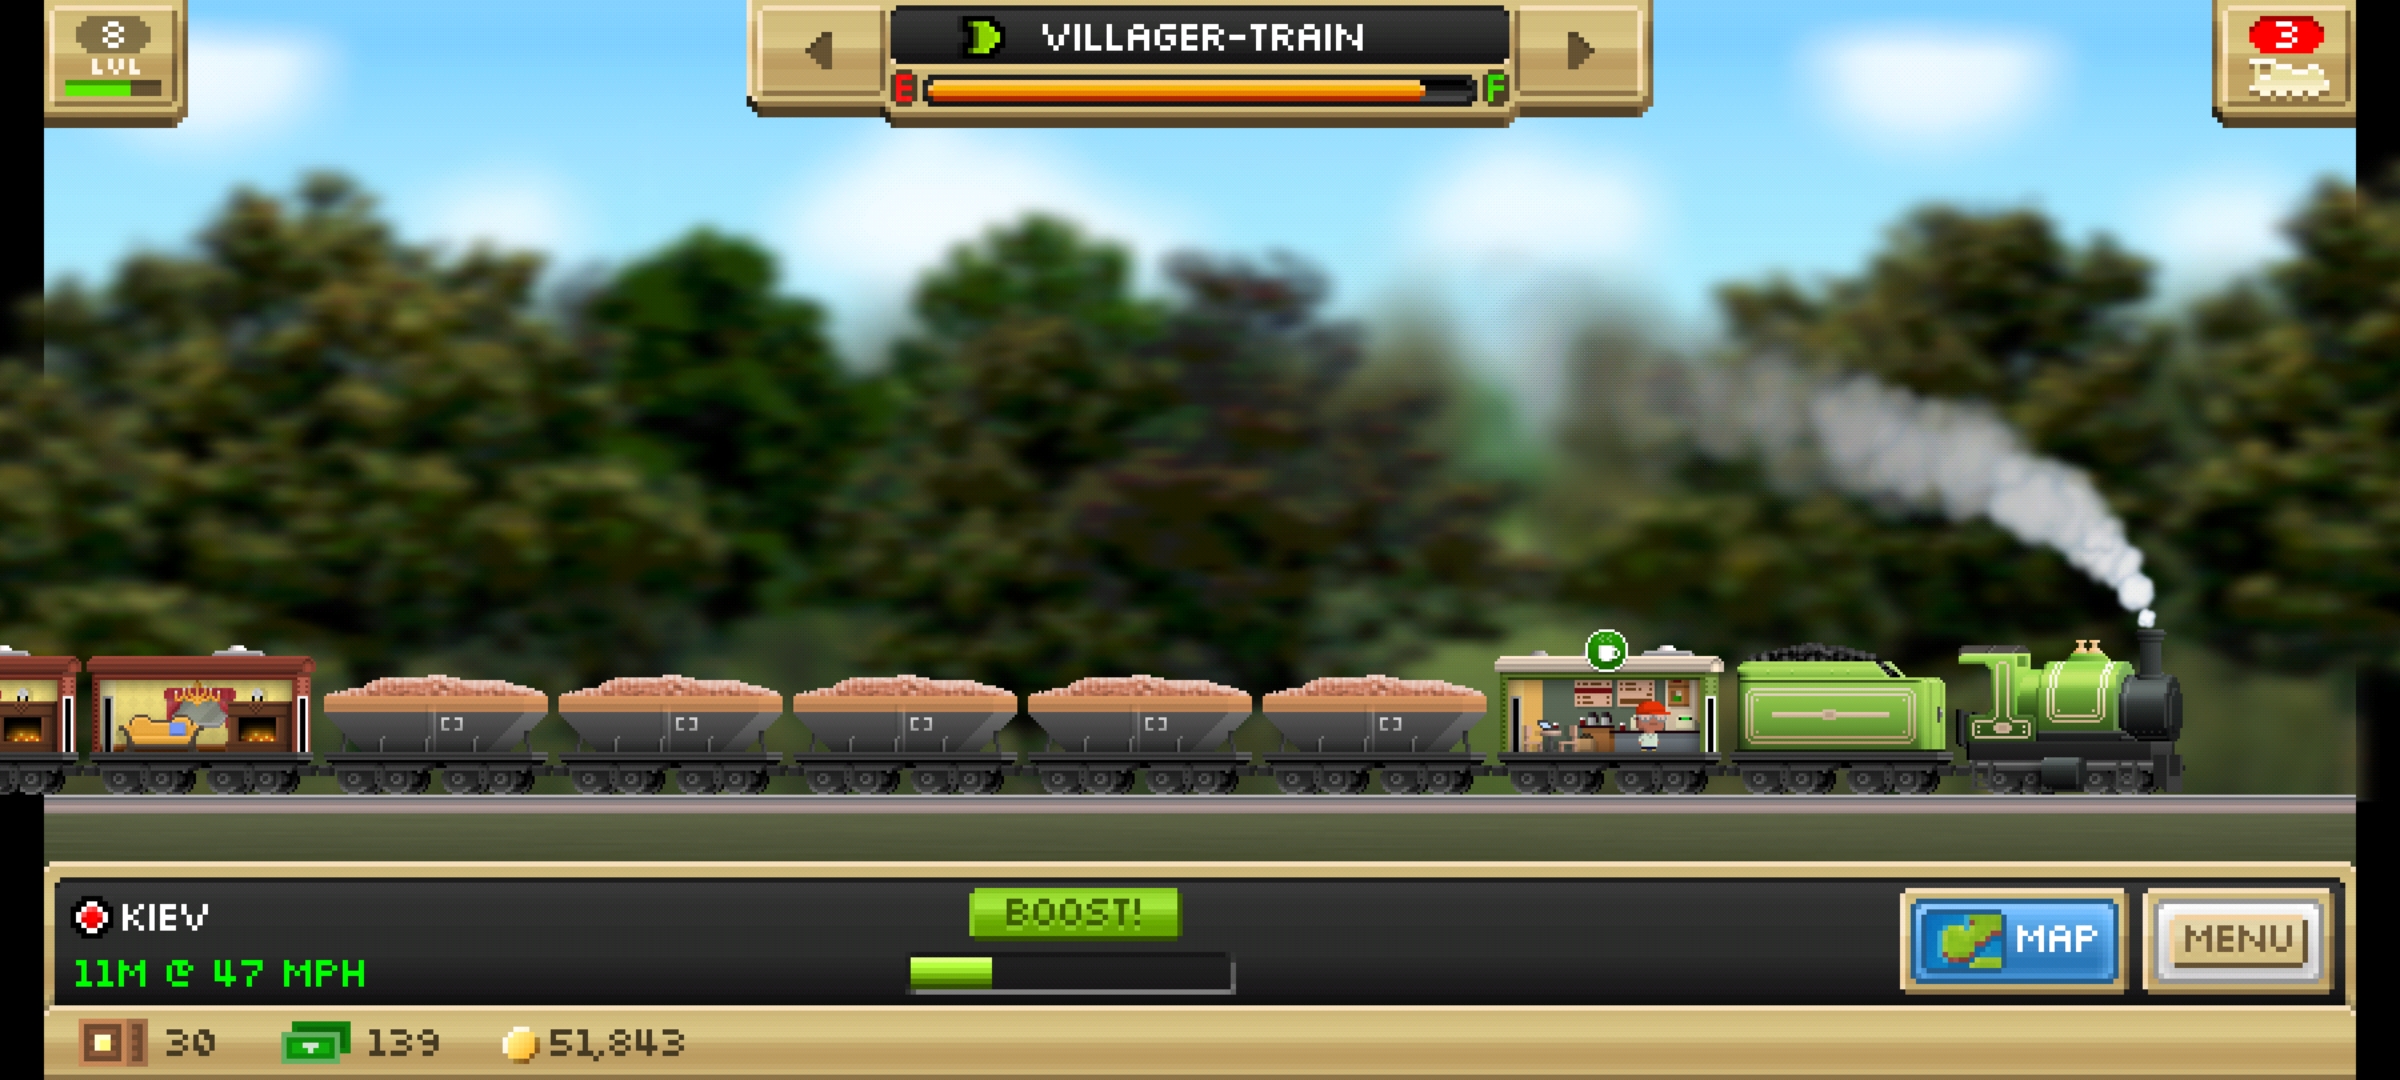 8
LVL
VILLAGER-TRAIN
E F
3
KIEV
11M @ 47 MPH
BOOST!
MAP
MENU
30 139 51,843